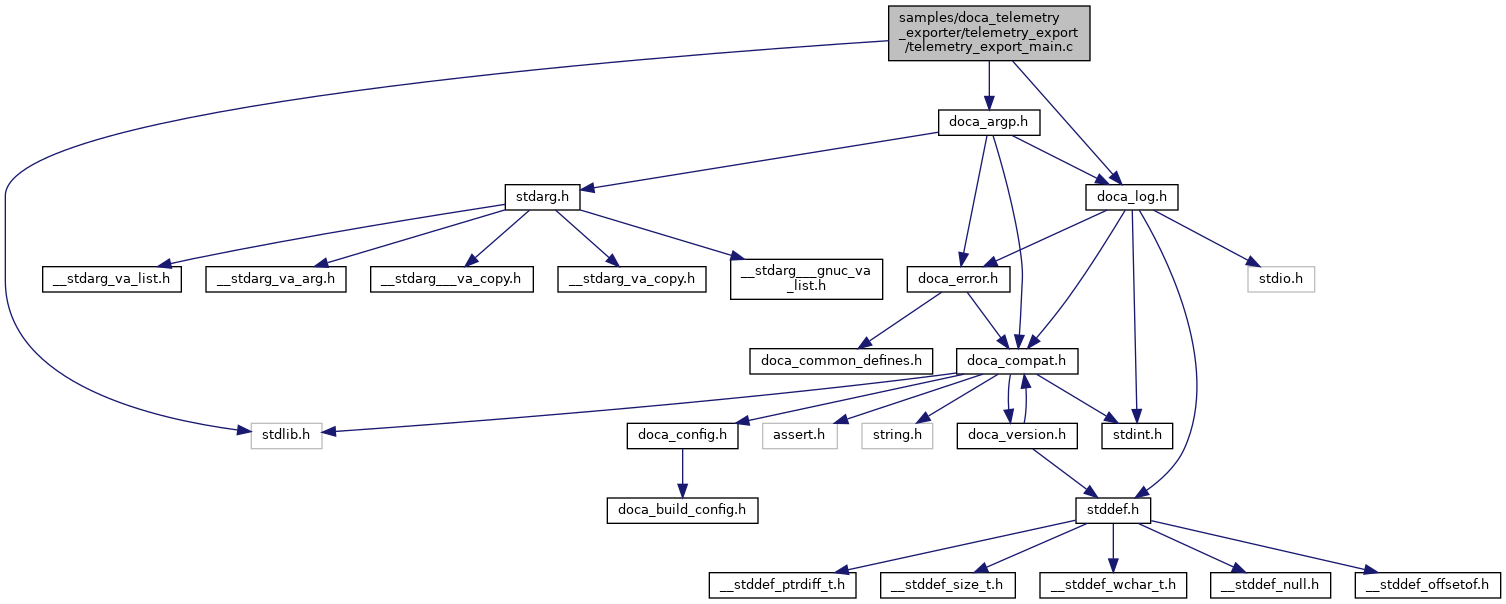 samples/doca_telemetry
_exporter/telemetry_export
/telemetry_export_main.c
doca_argp.h
stdarg.h
doca_log.h
__stdarg_va_list.h
__stdarg_va_arg.h
__stdarg___va_copy.h
__stdarg_va_copy.h
__stdarg___gnuc_va
_list.h
doca_error.h
stdio.h
doca_common_defines.h
doca_compat.h
stdlib.h
doca_config.h
assert.h
string.h
doca_version.h
stdint.h
doca_build_config.h
stddef.h
__stddef_ptrdiff_t.h
__stddef_size_t.h
__stddef_wchar_t.h
__stddef_null.h
__stddef_offsetof.h